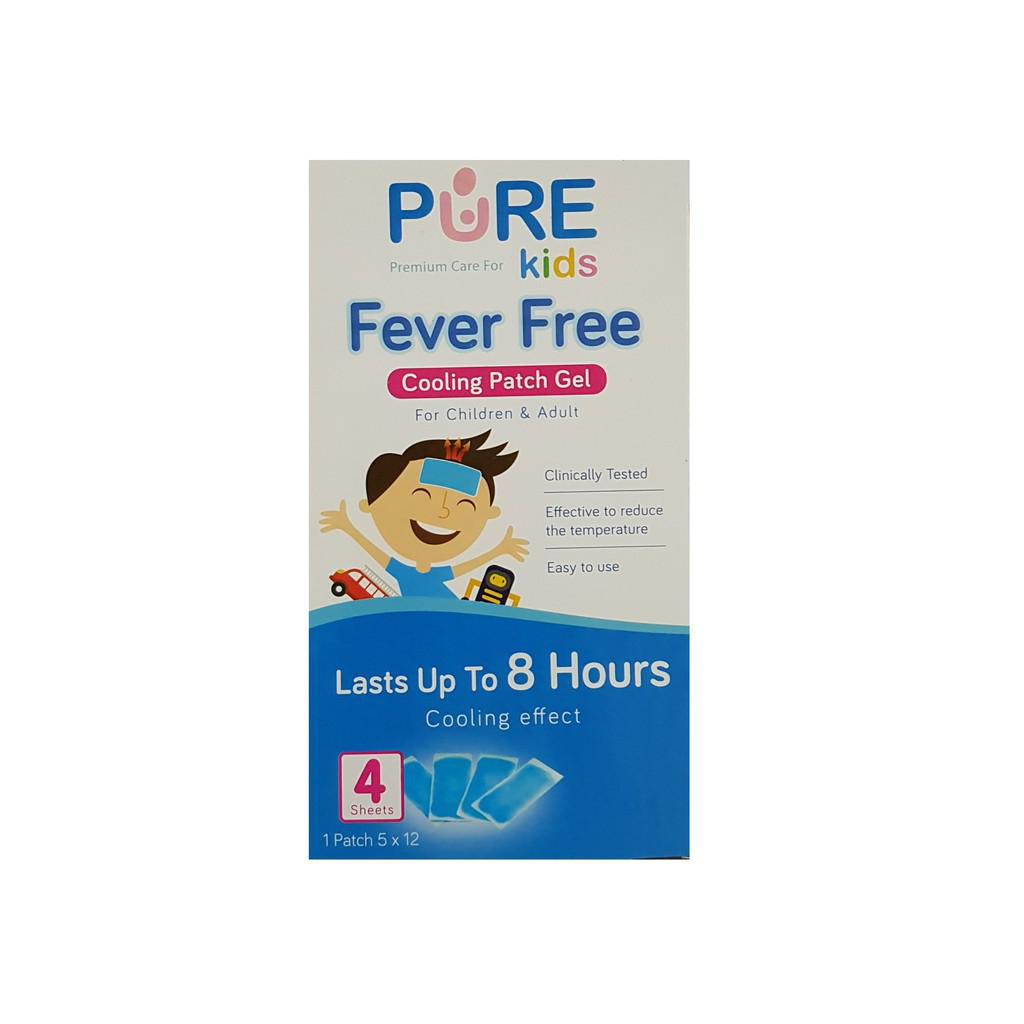 PURE
Premium Care For kids
Fever Free
Cooling Patch Gel
For Children & Adult
Clinically Tested
Effective to reduce
the temperature
Easy to use
Lasts Up To 8 Hours
Cooling effect
4
Sheets
1 Patch 5 x 12